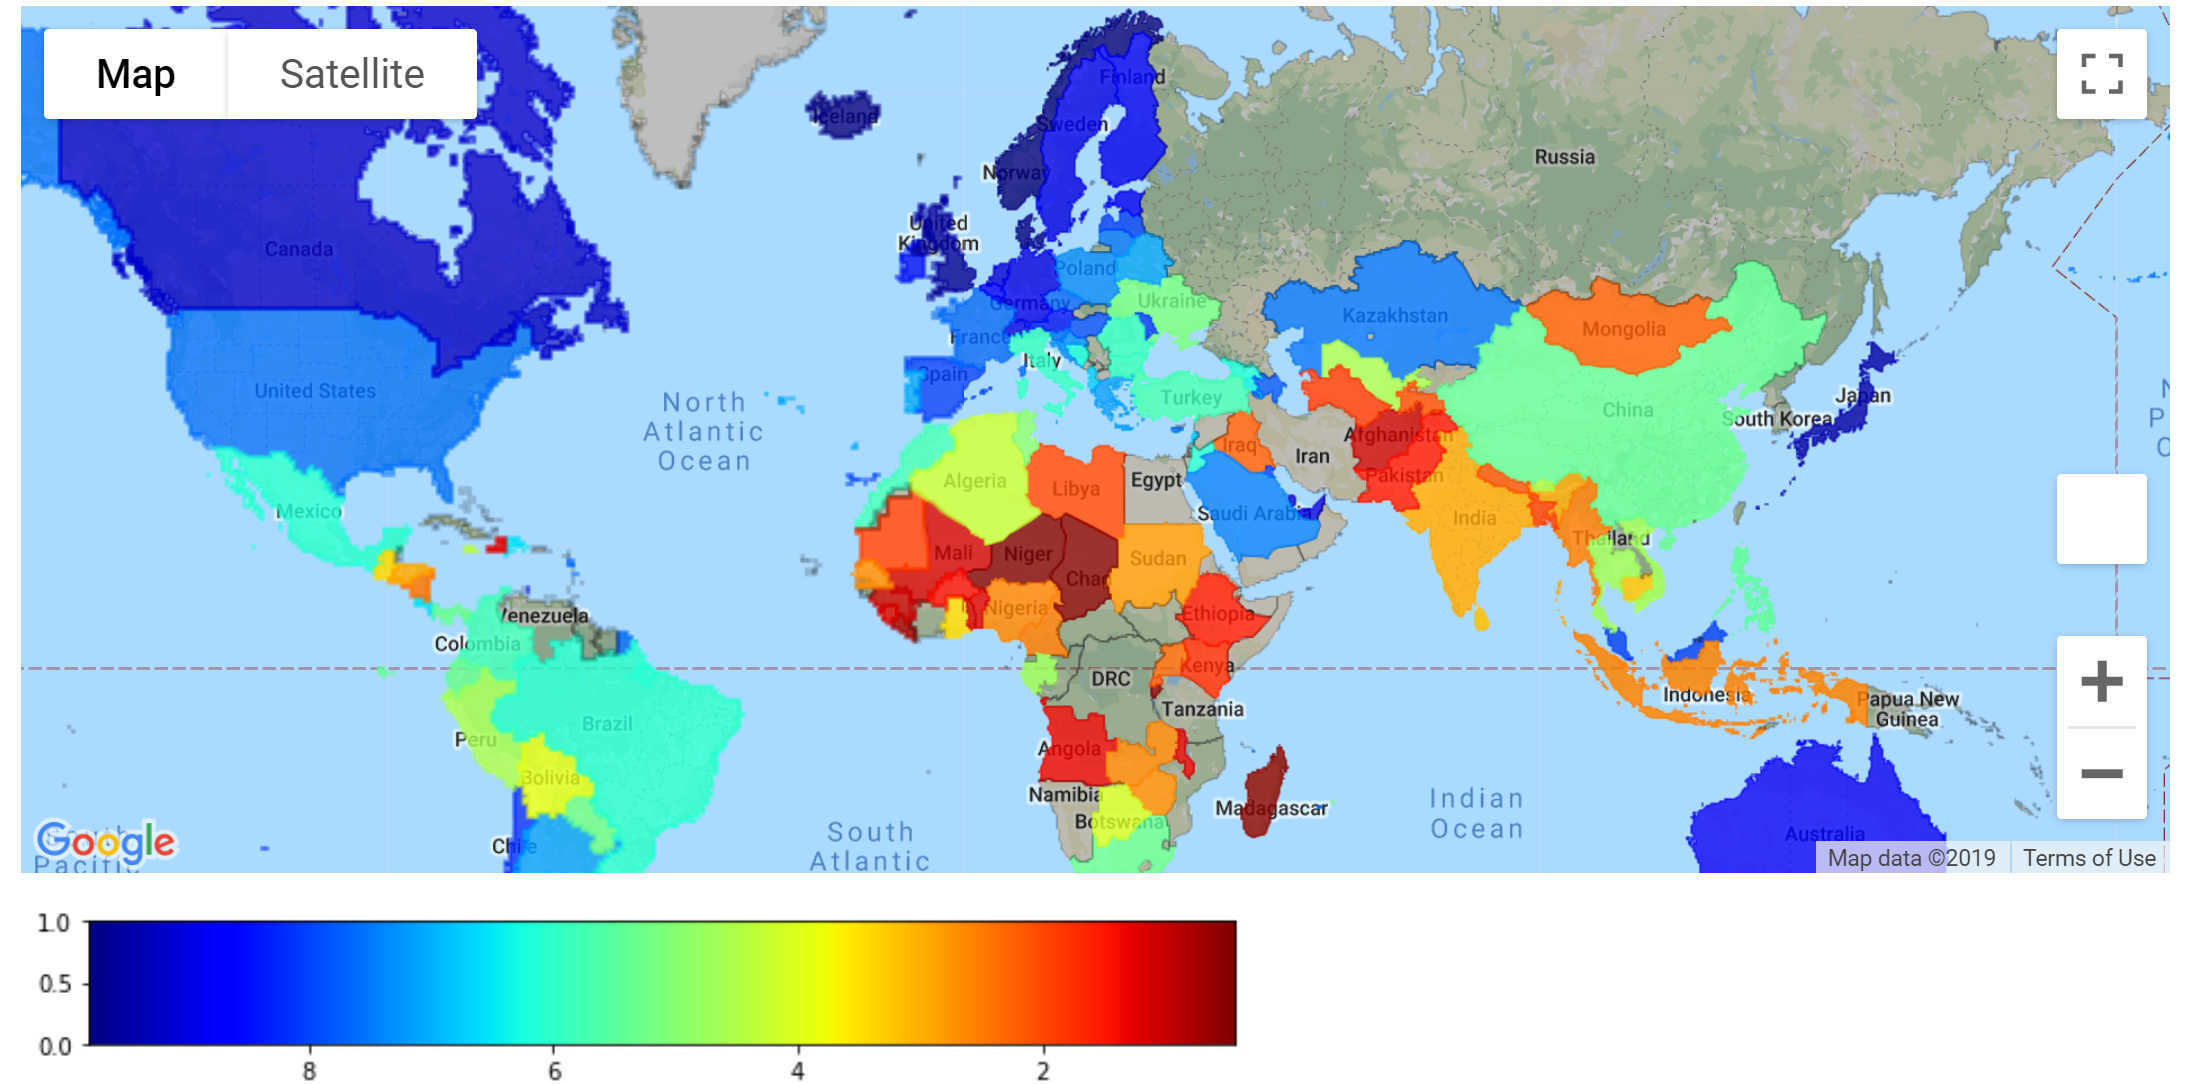 Map
Satellite
Finland
Iceland
Sweden
Russia
Norway
United
Kingdom
Canada
Poland
Germany
Ukraine
Kazakhstan
Mongolia
France
Italy
United States
Spain
Turkey
China
Japan
South Korea
North
Atlantic
Ocean
Afghanistan
Iraq
Iran
Pakistan
Algeria
Libya
Egypt
Mexico
Saudi Arabia
India
Thailand
Mali
Niger
Chad
Sudan
Nigeria
Ethiopia
Venezuela
Colombia
Kenya
DRC
Indonesia
Papua New
Guinea
Tanzania
Brazil
Peru
Angola
Bolivia
Namibia
Madagascar
Botswana
Indian
Ocean
South
Atlantic
Australia
Chile
Google
South
Pacific
Map data ©2019
Terms of Use
+
−
1.0
0.5
0.0
8
6
4
2